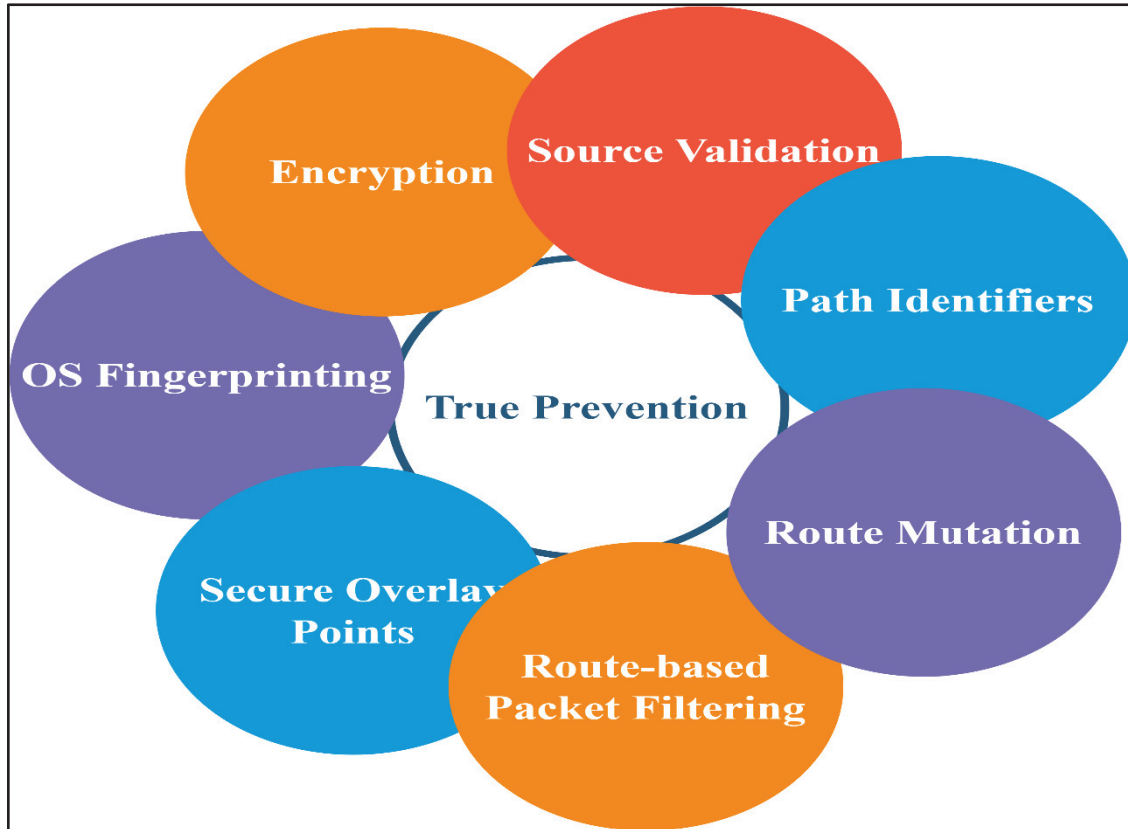 Source Validation
Encryption
Path Identifiers
OS Fingerprinting
True Prevention
Route Mutation
Secure Overlay
Points
Route-based
Packet Filtering